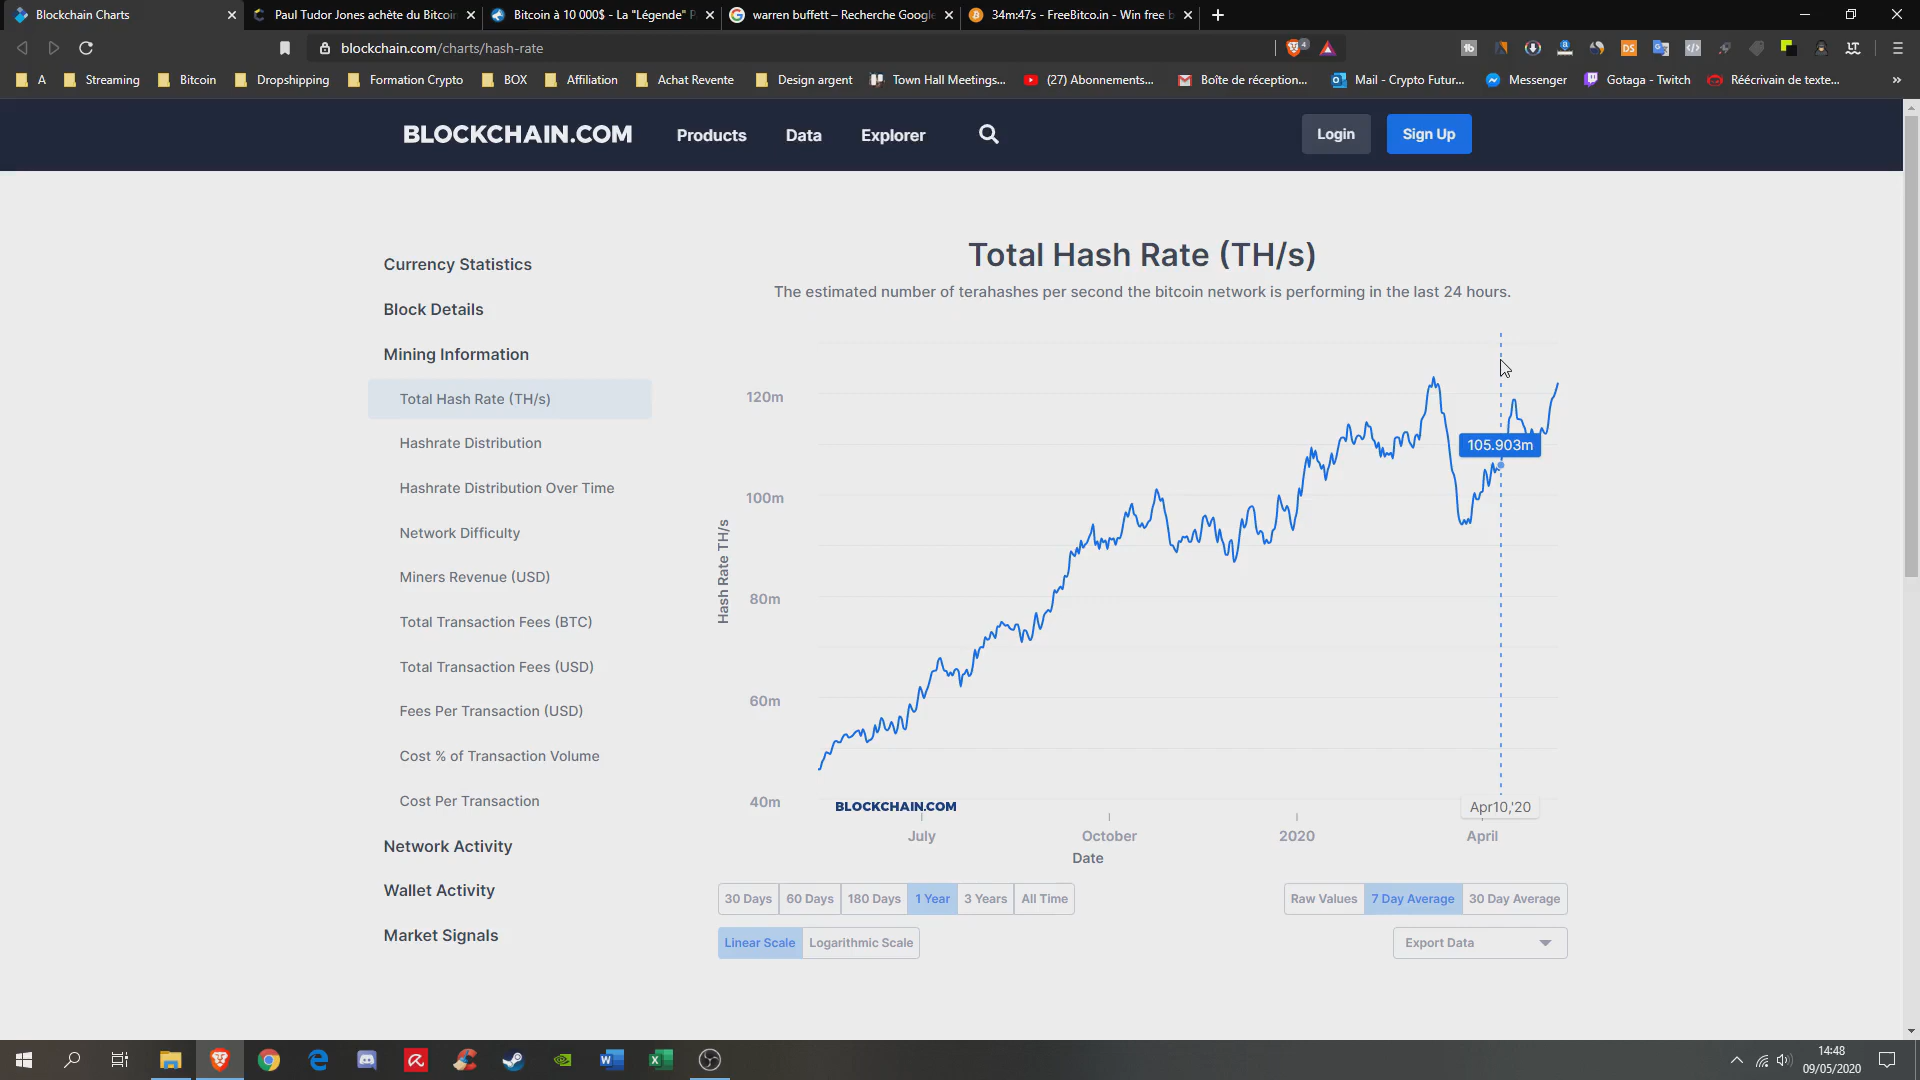 Blockchain Charts
Paul Tudor Jones achète du Bitcoin
Bitcoin à 10 000$ - La "Légende" P
warren buffett – Recherche Google
34m:47s - FreeBitco.in - Win free b
blockchain.com/charts/hash-rate
A
Streaming
Bitcoin
Dropshipping
Formation Crypto
BOX
Affiliation
Achat Revente
Design argent
Town Hall Meetings...
(27) Abonnements...
Boîte de réception...
Mail - Crypto Futur...
Messenger
Gotaga - Twitch
Réécrivain de texte...
BLOCKCHAIN.COM
Products
Data
Explorer
Login
Sign Up
Currency Statistics
Block Details
Mining Information
Total Hash Rate (TH/s)
Hashrate Distribution
Hashrate Distribution Over Time
Network Difficulty
Miners Revenue (USD)
Total Transaction Fees (BTC)
Total Transaction Fees (USD)
Fees Per Transaction (USD)
Cost % of Transaction Volume
Cost Per Transaction
Network Activity
Wallet Activity
Market Signals
Total Hash Rate (TH/s)
The estimated number of terahashes per second the bitcoin network is performing in the last 24 hours.
120m
100m
80m
60m
40m
Hash Rate TH/s
105.903m
BLOCKCHAIN.COM
Apr10,'20
July
October
2020
April
Date
30 Days
60 Days
180 Days
1 Year
3 Years
All Time
Raw Values
7 Day Average
30 Day Average
Linear Scale
Logarithmic Scale
Export Data
14:48
09/05/2020